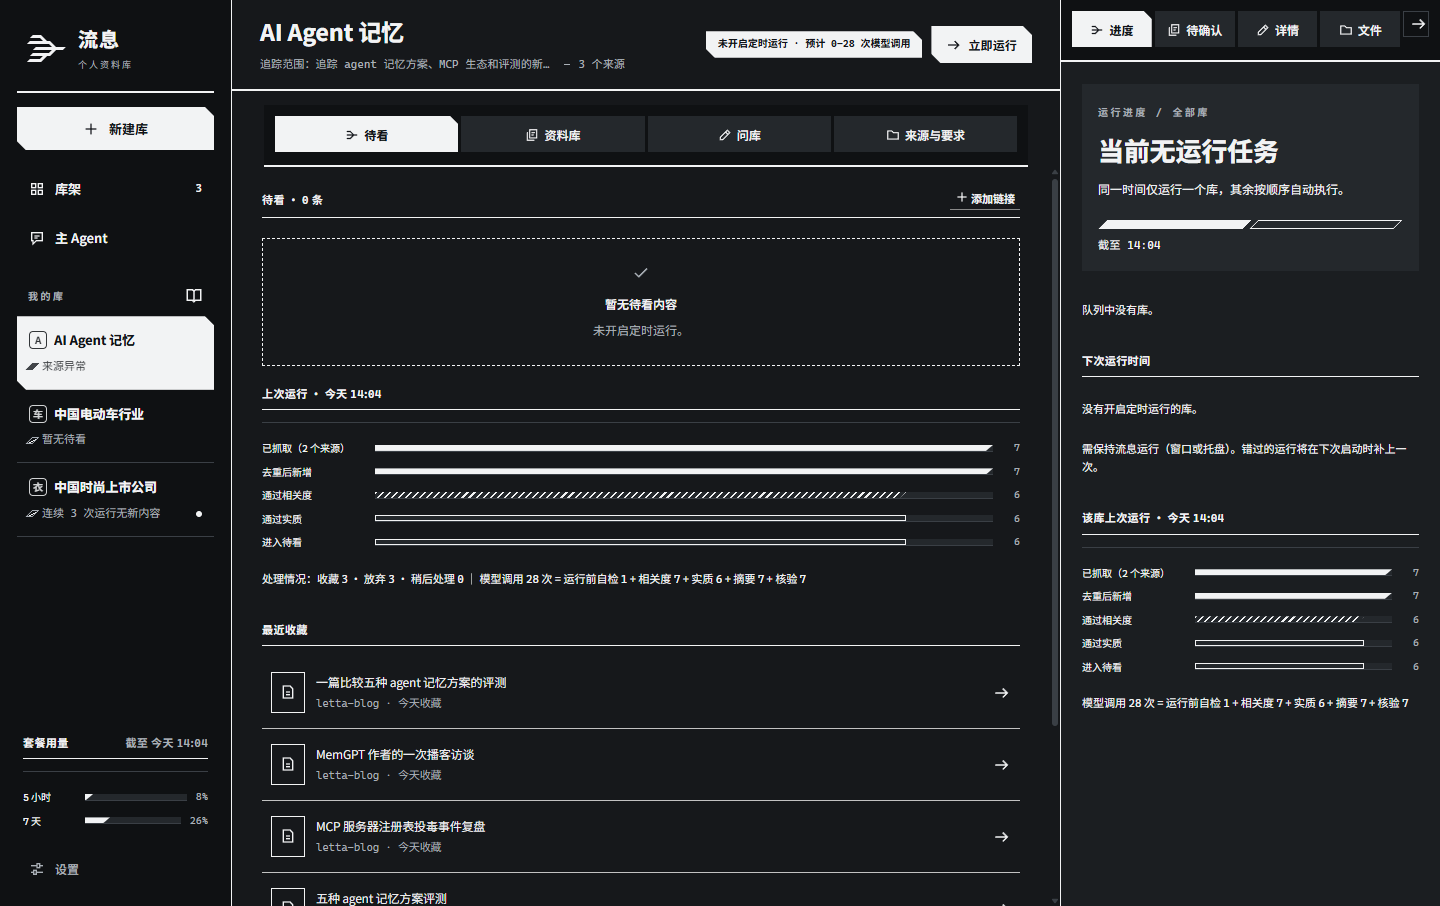 流息
个人资料库
新建库
库架 3
主 Agent
我的库
A AI Agent 记忆
来源异常
车 中国电动车行业
暂无待看
衣 中国时尚上市公司
连续 3 次运行无新内容
套餐用量 截至 今天 14:04
5 小时 8%
7 天 26%
设置
AI Agent 记忆
追踪范围: 追踪 agent 记忆方案、MCP 生态和评测的新… — 3 个来源
未开启定时运行 · 预计 0–28 次模型调用
立即运行
待看 资料库 问库 来源与要求
待看 · 0 条 添加链接
暂无待看内容
未开启定时运行。
上次运行 · 今天 14:04
已抓取（2 个来源） 7
去重后新增 7
通过相关度 6
通过实质 6
进入待看 6
处理情况: 收藏 3 · 放弃 3 · 稍后处理 0 | 模型调用 28 次 = 运行前自检 1 + 相关度 7 + 实质 6 + 摘要 7 + 核验 7
最近收藏
一篇比较五种 agent 记忆方案的评测
letta-blog · 今天收藏
MemGPT 作者的一次播客访谈
letta-blog · 今天收藏
MCP 服务器注册表投毒事件复盘
letta-blog · 今天收藏
五种 agent 记忆方案评测
进度 待确认 详情 文件
运行进度 / 全部库
当前无运行任务
同一时间仅运行一个库，其余按顺序自动执行。
截至 14:04
队列中没有库。
下次运行时间
没有开启定时运行的库。
需保持流息运行（窗口或托盘）。错过的运行将在下次启动时补上一
次。
该库上次运行 · 今天 14:04
已抓取（2 个来源） 7
去重后新增 7
通过相关度 6
通过实质 6
进入待看 6
模型调用 28 次 = 运行前自检 1 + 相关度 7 + 实质 6 + 摘要 7 + 核验 7